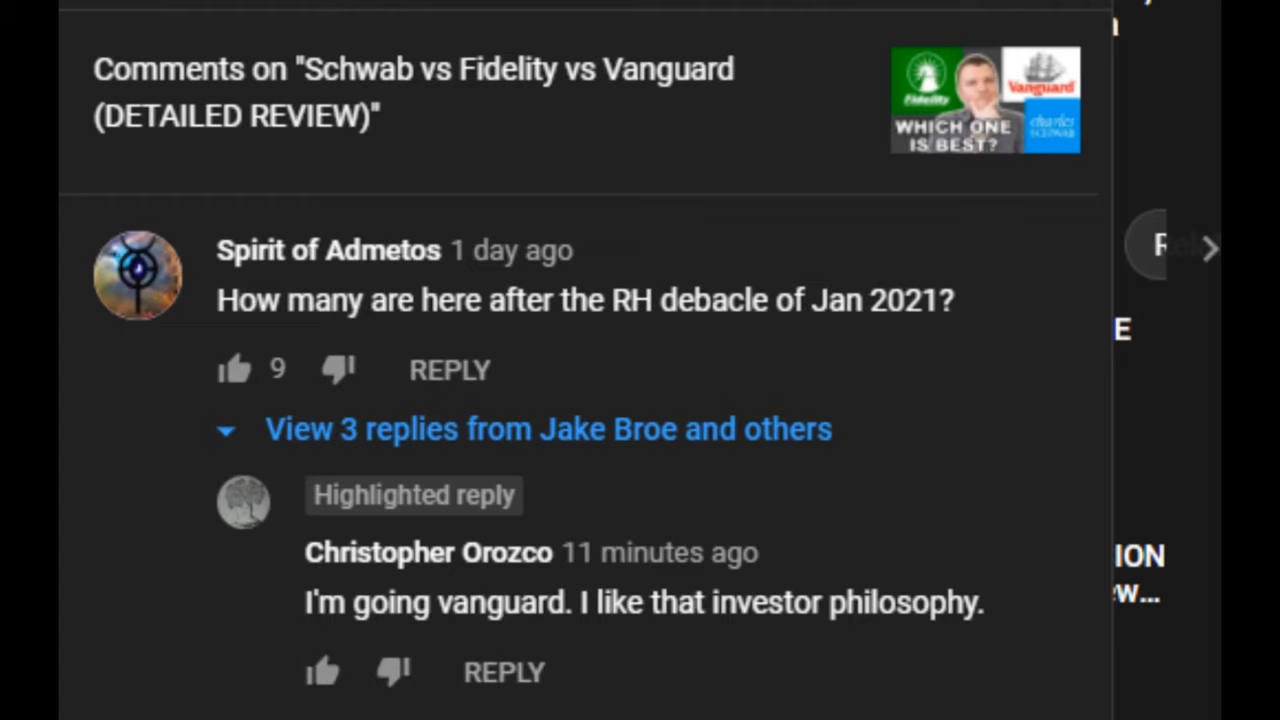 Comments on "Schwab vs Fidelity vs Vanguard
(DETAILED REVIEW)"
Fidelity
Vanguard
charles
SCHWAB
WHICH ONE
IS BEST?
Spirit of Admetos 1 day ago
How many are here after the RH debacle of Jan 2021?
9
REPLY
View 3 replies from Jake Broe and others
Highlighted reply
Christopher Orozco 11 minutes ago
I'm going vanguard. I like that investor philosophy.
REPLY
E
ION